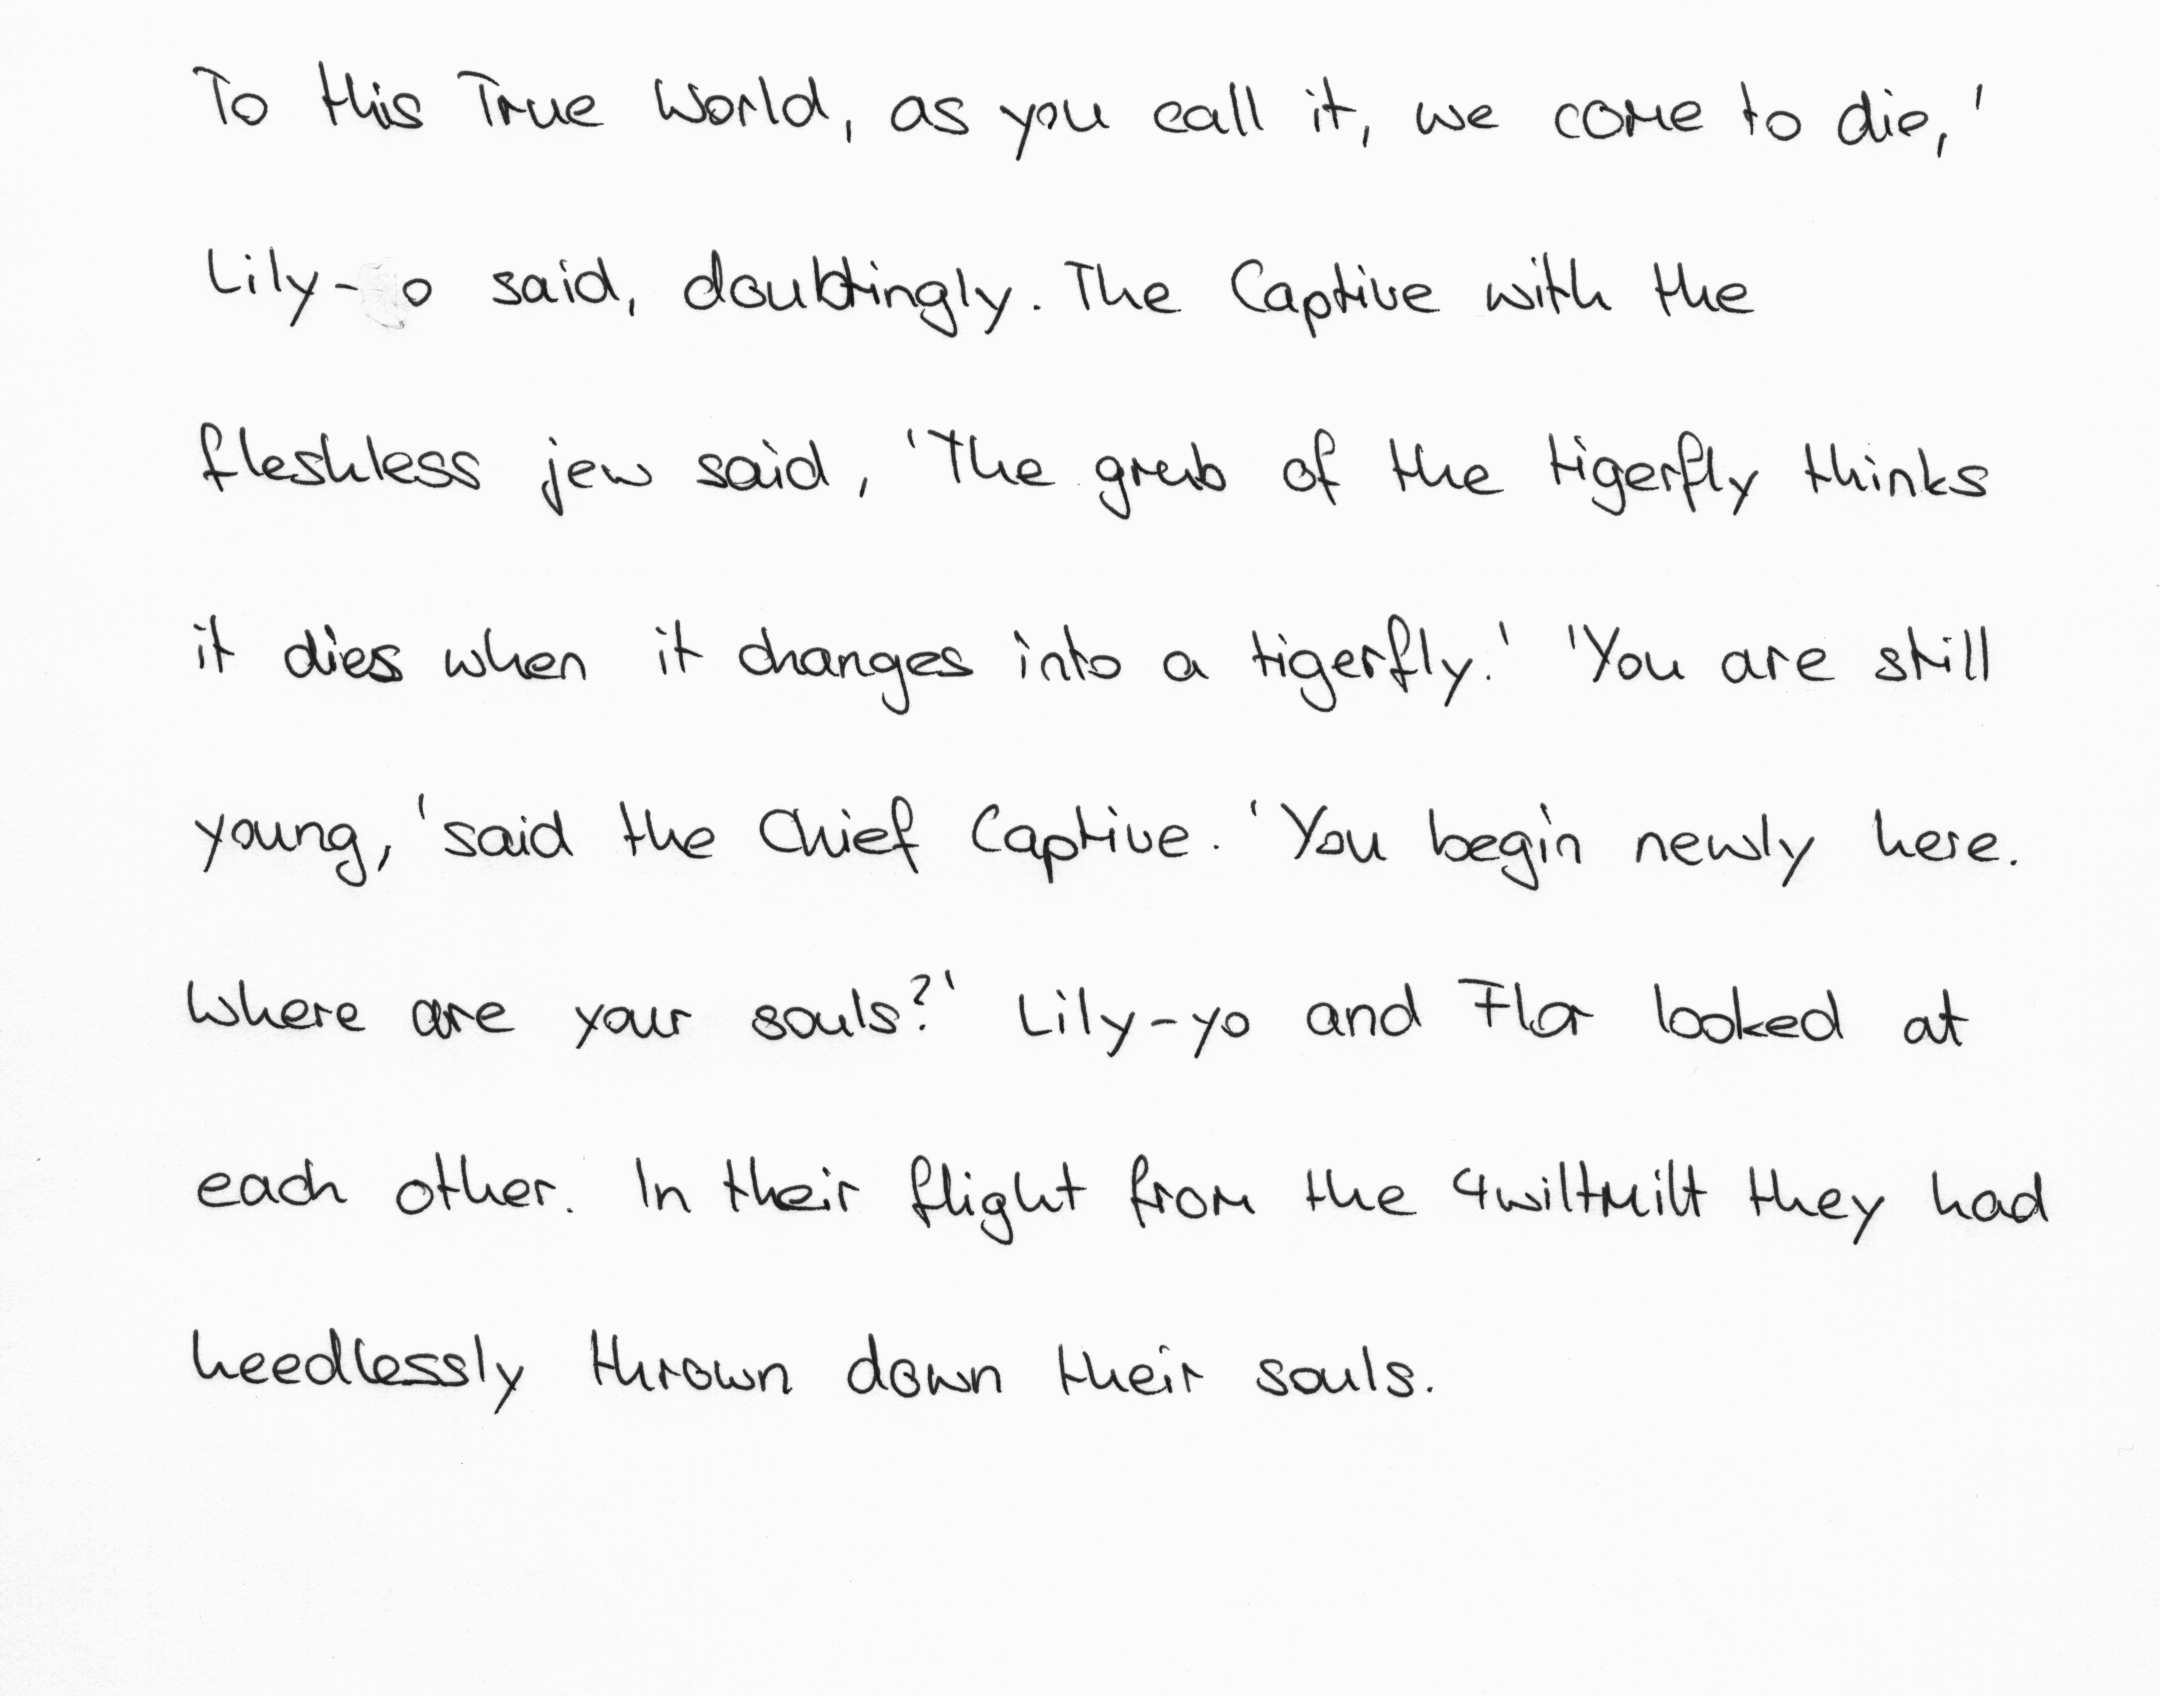 To this True World, as you call it, we come to die,'
Lily- o said, doubtingly. The Captive with the
fleshless jew said, 'The grub of the tigerfly thinks
it dies when it changes into a tigerfly.' 'You are still
young,' said the Chief Captive. 'You begin newly here.
Where are your souls?' Lily-yo and Flor looked at
each other. In their flight from the 4wiltmilt they had
heedlessly thrown down their souls.